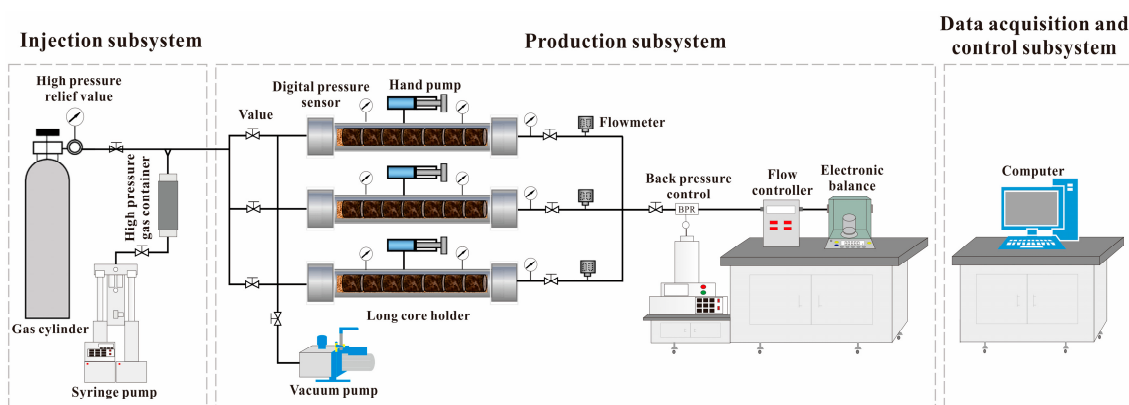 Injection subsystem
Production subsystem
Data acquisition and
control subsystem
High pressure
relief value
High pressure
gas container
Gas cylinder
Syringe pump
Value
Digital pressure
sensor
Hand pump
Flowmeter
Long core holder
Vacuum pump
Back pressure
control
BPR
Flow
controller
Electronic
balance
Computer